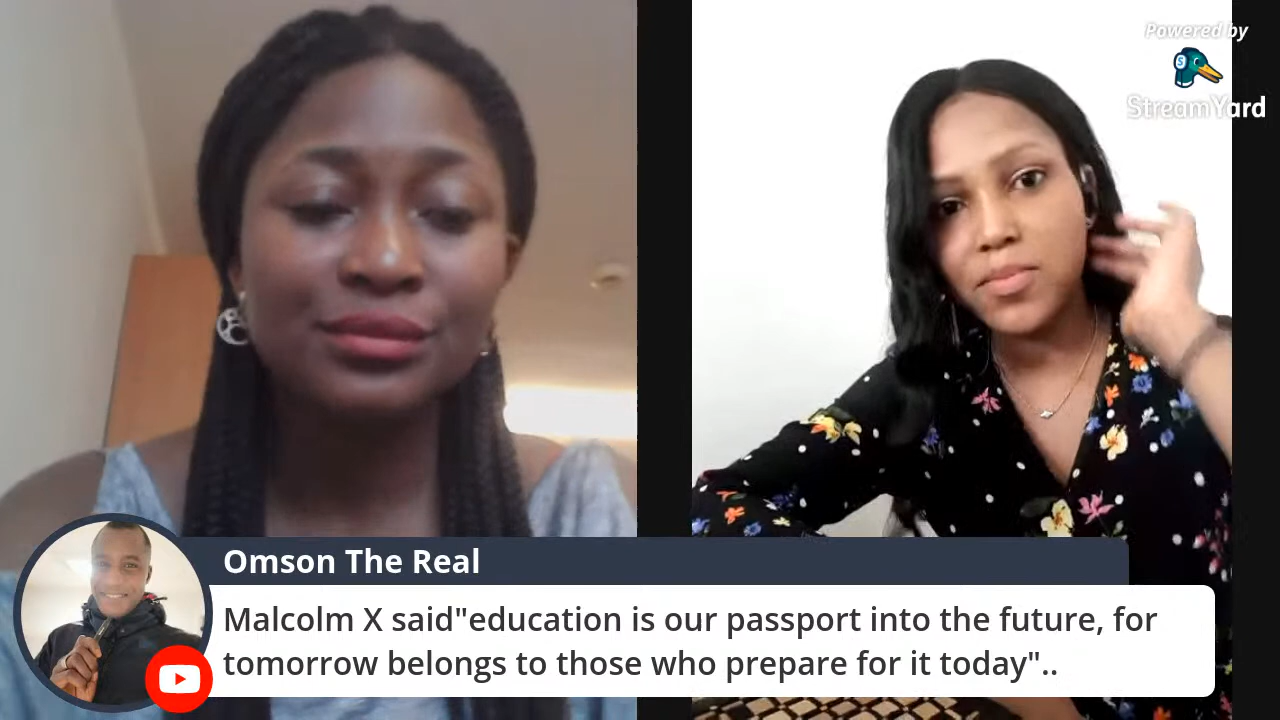 Powered by
StreamYard
Omson The Real
Malcolm X said"education is our passport into the future, for
tomorrow belongs to those who prepare for it today"..